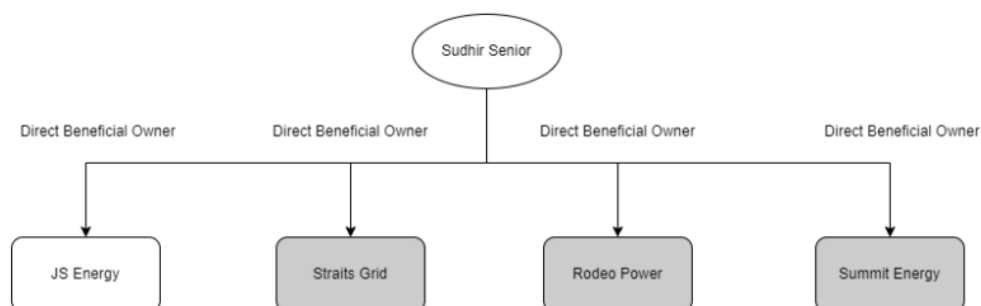 Sudhir Senior
Direct Beneficial Owner
Direct Beneficial Owner
Direct Beneficial Owner
Direct Beneficial Owner
JS Energy
Straits Grid
Rodeo Power
Summit Energy